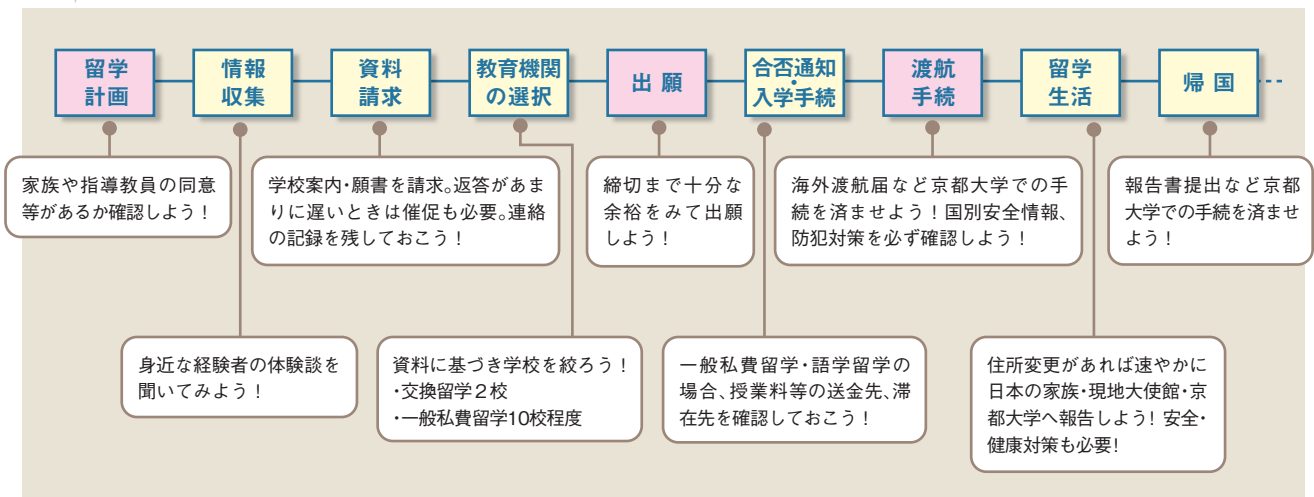 留学
計画
情報
収集
資料
請求
教育機関
の選択
出願
合否通知
・
入学手続
渡航
手続
留学
生活
帰国
家族や指導教員の同意
等があるか確認しよう！
学校案内・願書を請求。返答があま
りに遅いときは催促も必要。連絡
の記録を残しておこう！
締切まで十分な
余裕をみて出願
しよう！
海外渡航届など京都大学での手
続を済ませよう！国別安全情報、
防犯対策を必ず確認しよう！
報告書提出など京都
大学での手続を済ませ
よう！
身近な経験者の体験談を
聞いてみよう！
資料に基づき学校を絞ろう！
・交換留学２校
・一般私費留学10校程度
一般私費留学・語学留学の
場合、授業料等の送金先、滞
在先を確認しておこう！
住所変更があれば速やかに
日本の家族・現地大使館・京
都大学へ報告しよう！安全・
健康対策も必要！